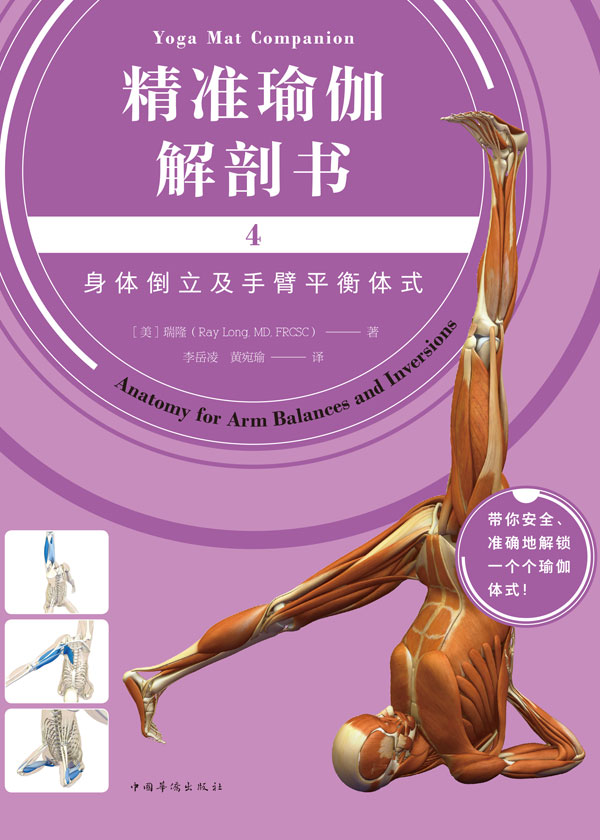 Yoga Mat Companion
精准瑜伽
解剖书
4
身体倒立及手臂平衡体式
［美］瑞隆（Ray Long, MD, FRCSC）——著
李岳凌 黄宛瑜——译
Anatomy for Arm Balances and Inversions
带你安全、
准确地解锁
一个个瑜伽
体式！
中国华侨出版社